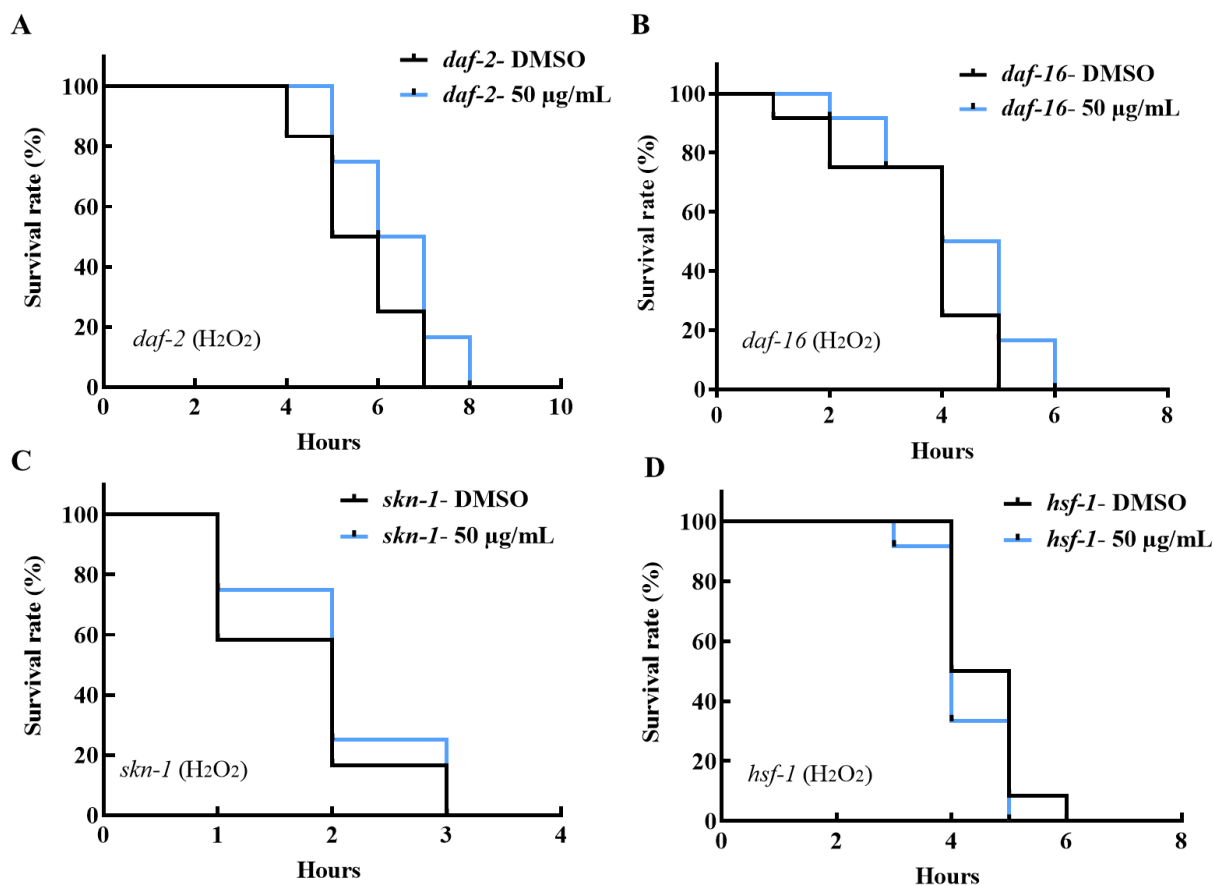 A
daf-2- DMSO
daf-2- 50 µg/mL
Survival rate (%)
100
80
60
40
20
0
daf-2 (H2O2)
0 2 4 6 8 10
Hours
B
daf-16- DMSO
daf-16- 50 µg/mL
Survival rate (%)
100
80
60
40
20
0
daf-16 (H2O2)
0 2 4 6 8
Hours
C
skn-1- DMSO
skn-1- 50 µg/mL
Survival rate (%)
100
80
60
40
20
0
skn-1 (H2O2)
0 1 2 3 4
Hours
D
hsf-1- DMSO
hsf-1- 50 µg/mL
Survival rate (%)
100
80
60
40
20
0
hsf-1 (H2O2)
0 2 4 6 8
Hours